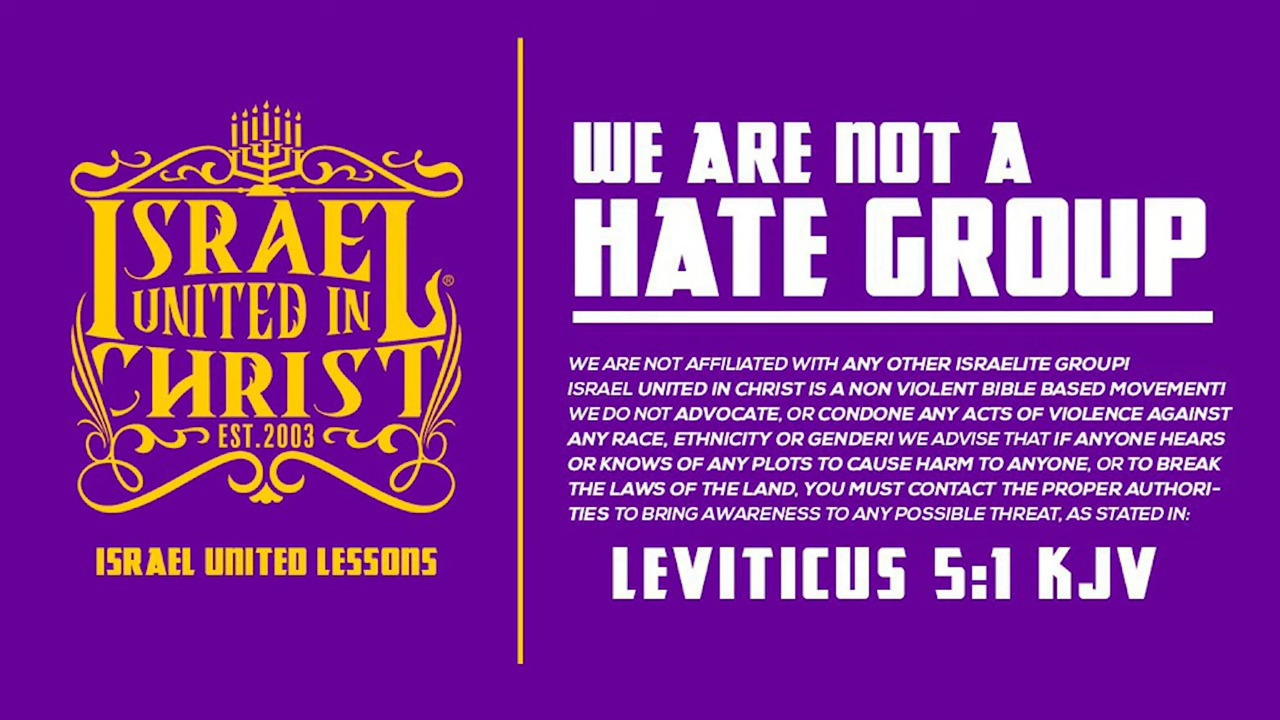 ISRAEL
UNITED IN
CHRIST
EST.2003
®
ISRAEL UNITED LESSONS
WE ARE NOT A
HATE GROUP
WE ARE NOT AFFILIATED WITH ANY OTHER ISRAELITE GROUP!
ISRAEL UNITED IN CHRIST IS A NON VIOLENT BIBLE BASED MOVEMENT!
WE DO NOT ADVOCATE, OR CONDONE ANY ACTS OF VIOLENCE AGAINST
ANY RACE, ETHNICITY OR GENDER! WE ADVISE THAT IF ANYONE HEARS
OR KNOWS OF ANY PLOTS TO CAUSE HARM TO ANYONE, OR TO BREAK
THE LAWS OF THE LAND, YOU MUST CONTACT THE PROPER AUTHORI-
TIES TO BRING AWARENESS TO ANY POSSIBLE THREAT, AS STATED IN:
LEVITICUS 5:1 KJV